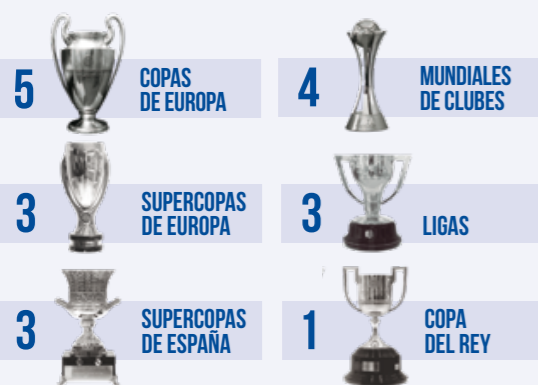 5
COPAS
DE EUROPA
4
MUNDIALES
DE CLUBES
3
SUPERCOPAS
DE EUROPA
3
LIGAS
3
SUPERCOPAS
DE ESPAÑA
1
COPA
DEL REY